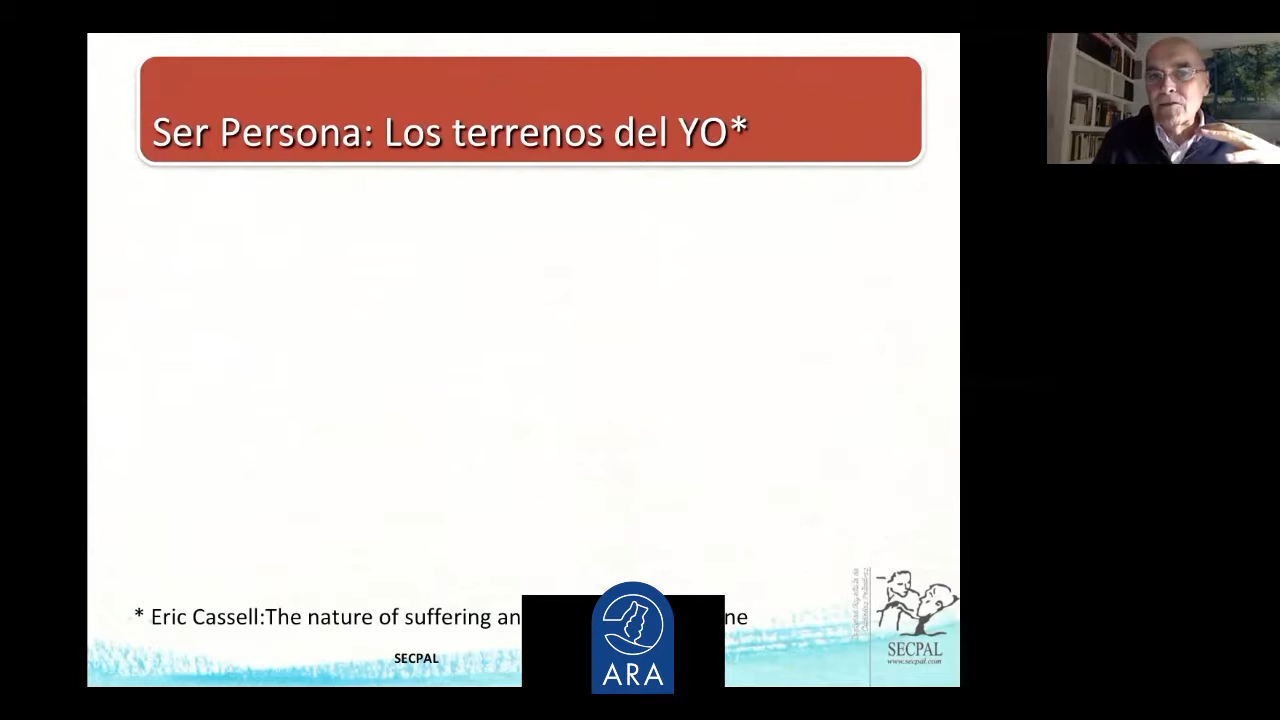 Ser Persona: Los terrenos del YO*
* Eric Cassell:The nature of suffering an
ne
SECPAL
ARA
SECPAL
www.secpal.com